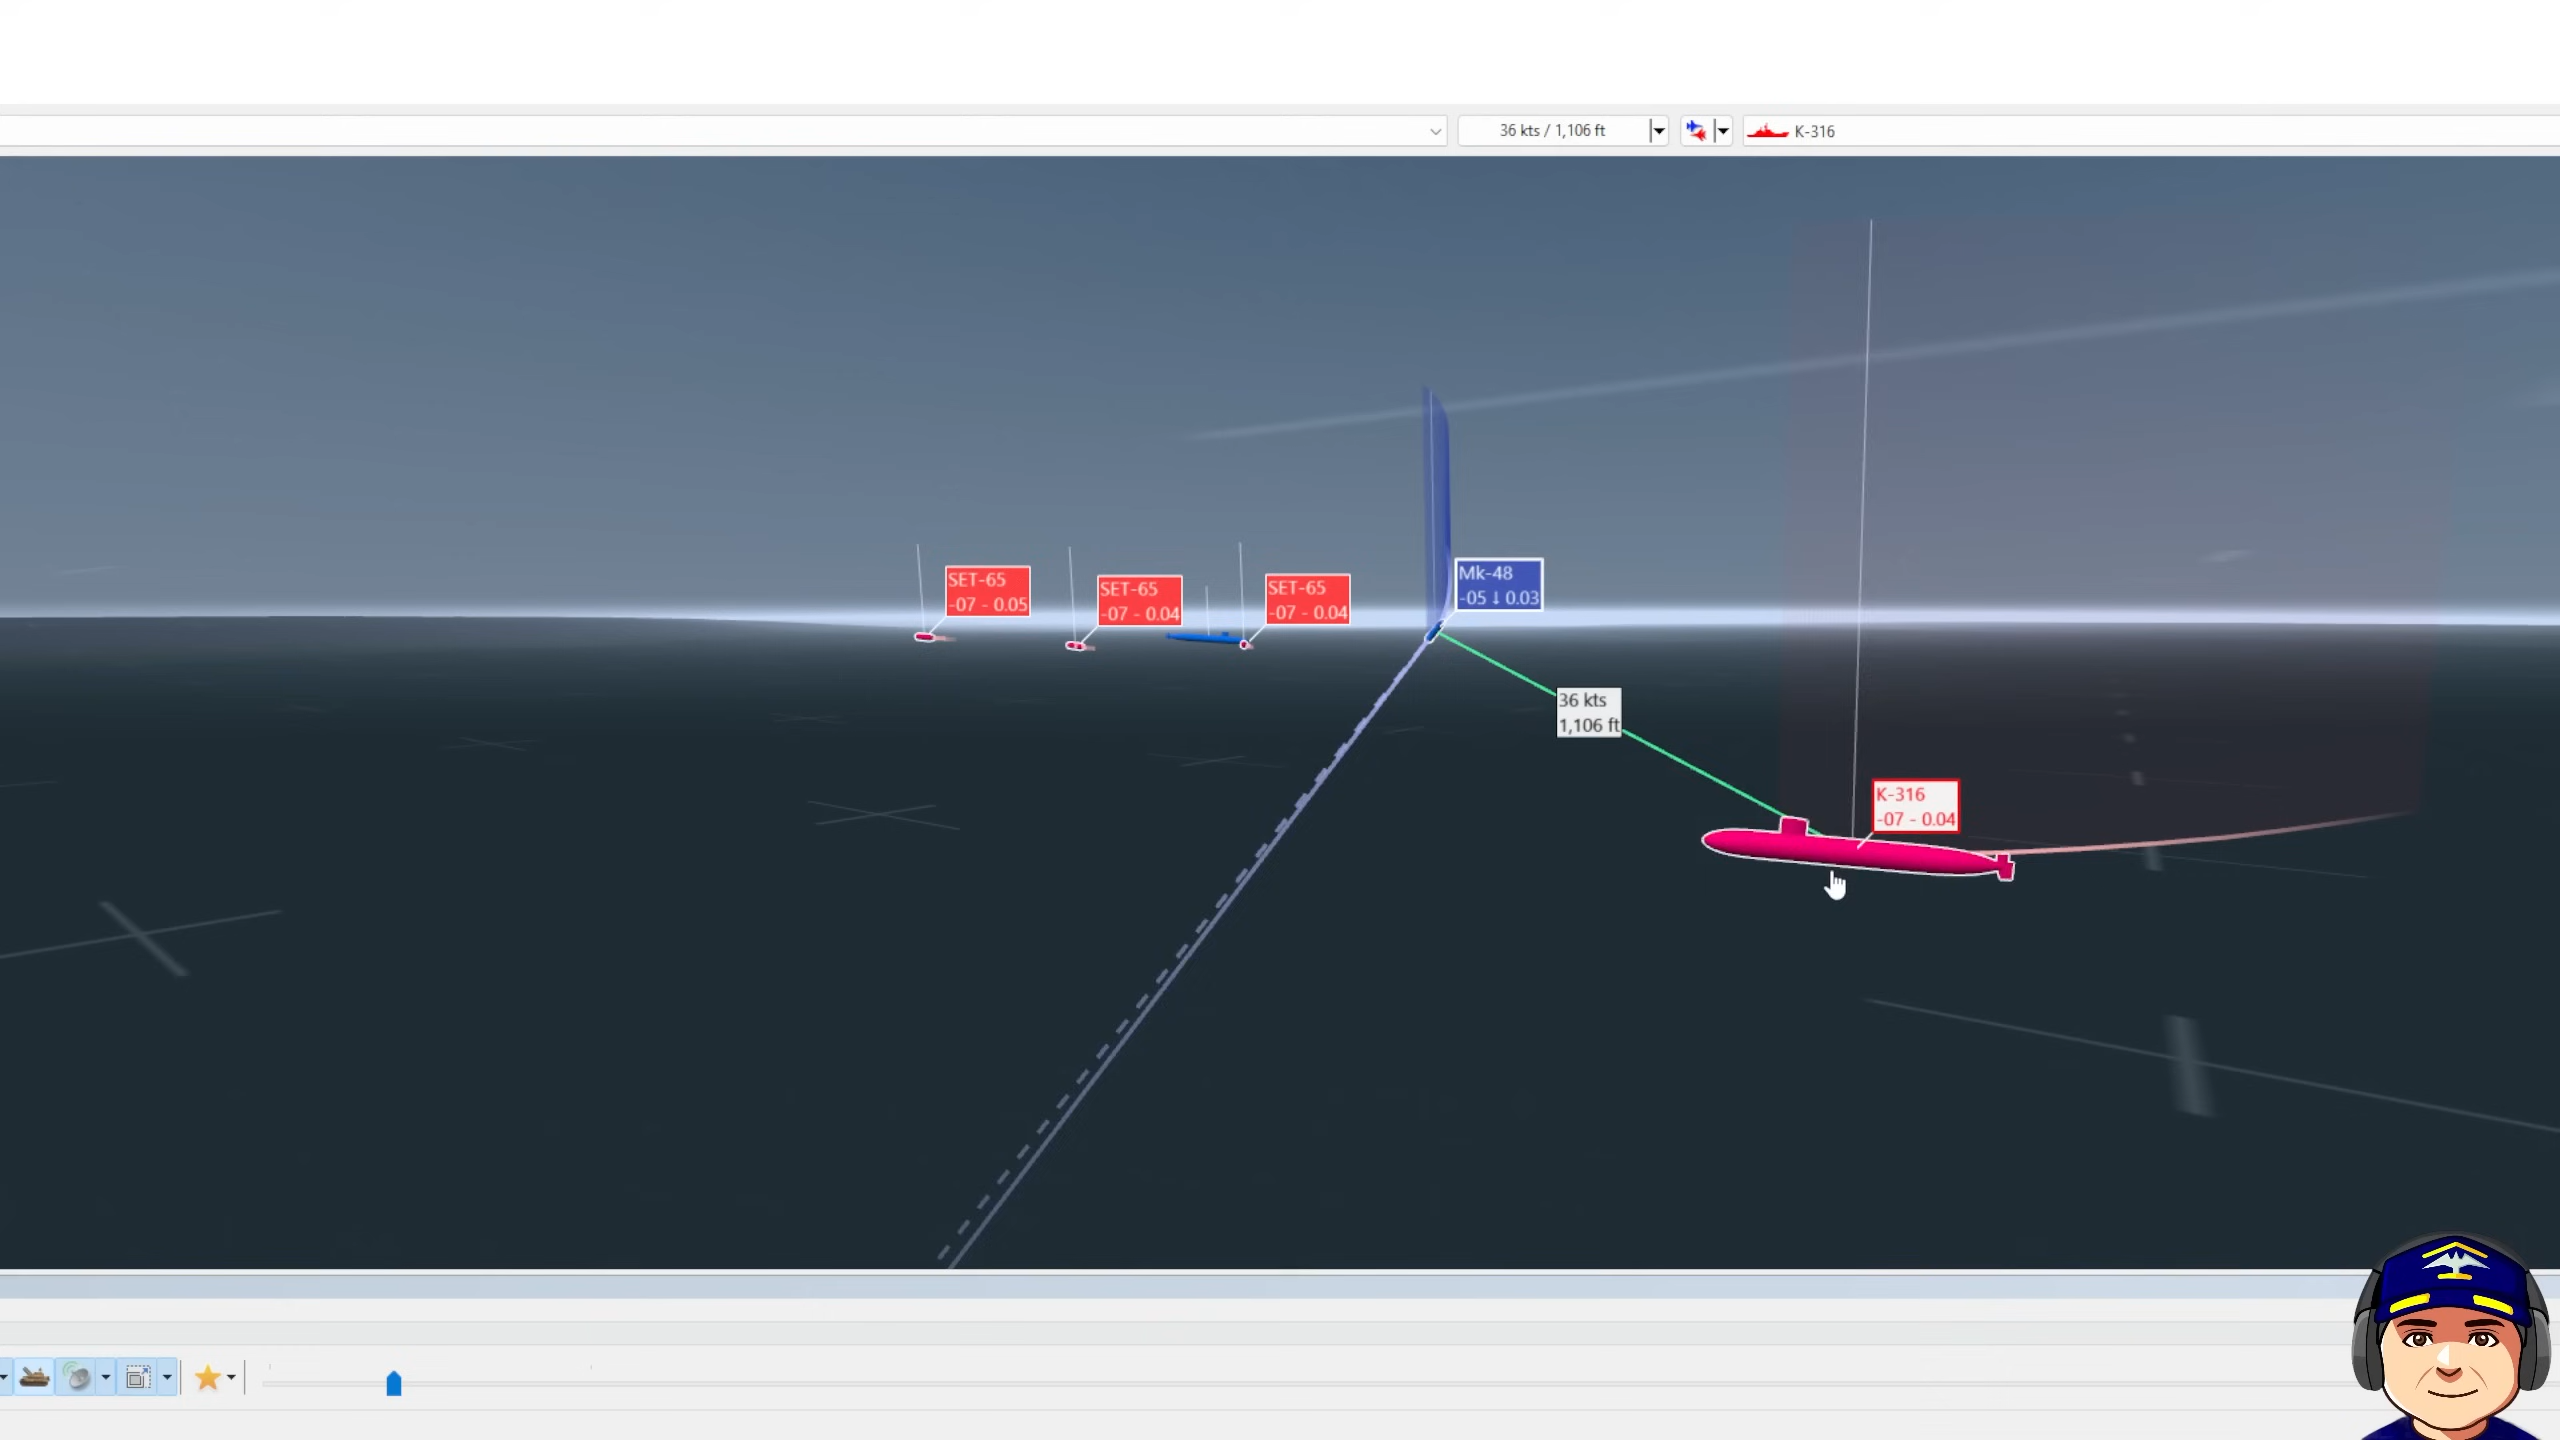 36 kts / 1,106 ft
K-316
SET-65
-07 - 0.05
SET-65
-07 - 0.04
SET-65
-07 - 0.04
Mk-48
-05 ↓ 0.03
36 kts
1,106 ft
K-316
-07 - 0.04